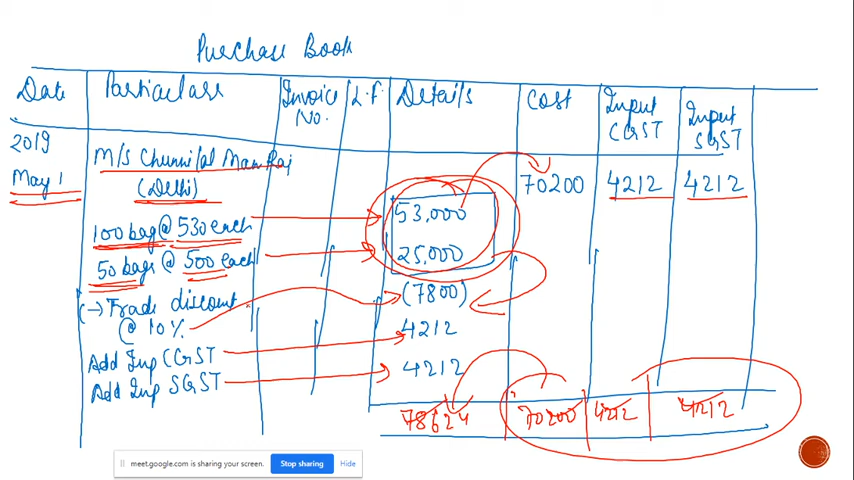 Purchase Book
Date Particulars Invoice No. L.F. Details Cost Input CGST Input SGST
2019
May 1 M/s Chunnilal Man Raj 70200 4212 4212
(Delhi)
100 bag @ 530 each 53,000
50 bags @ 500 each 25,000
(-) Trade discount (7800)
@ 10%
4212
Add Inp CGST
4212
Add Inp SGST
78624 70200 4212 4212
meet.google.com is sharing your screen. Stop sharing Hide